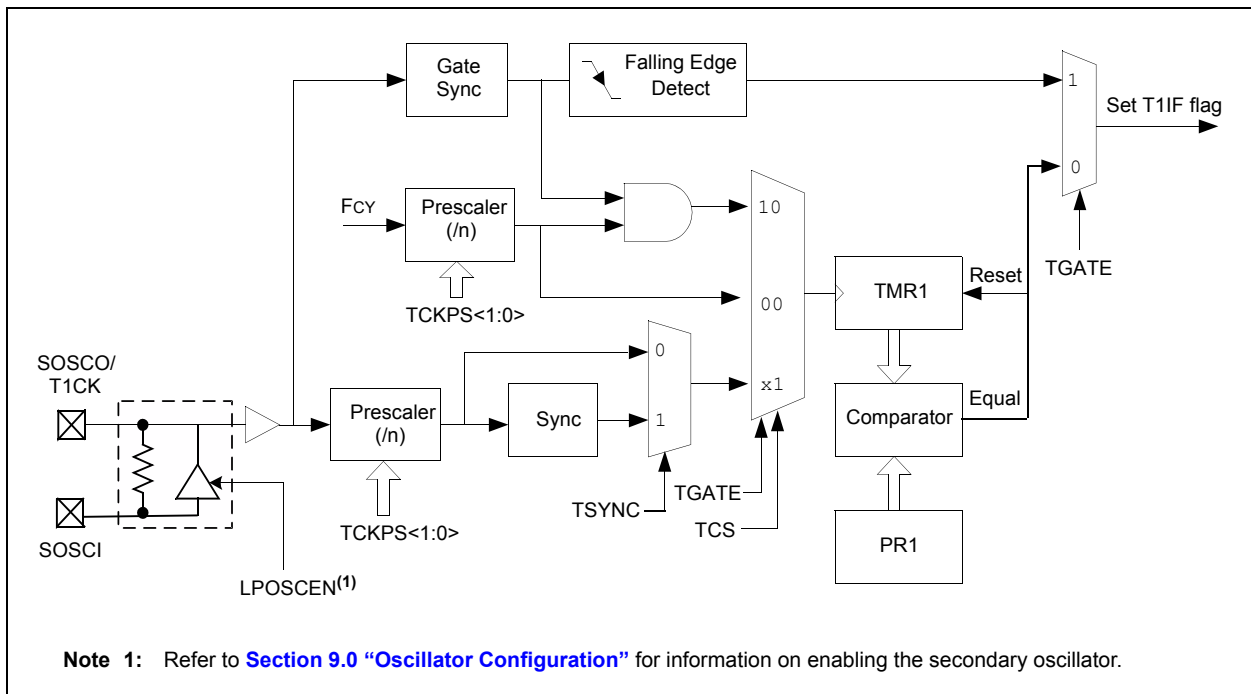 Gate
Sync
Falling Edge
Detect
1
Set T1IF flag
0
TGATE
FCY
Prescaler
(/n)
TCKPS<1:0>
10
00
x1
TMR1
Reset
SOSCO/
T1CK
SOSCI
LPOSCEN(1)
Prescaler
(/n)
TCKPS<1:0>
Sync
0
1
TSYNC
TGATE
TCS
Comparator
Equal
PR1
Note 1: Refer to Section 9.0 “Oscillator Configuration” for information on enabling the secondary oscillator.